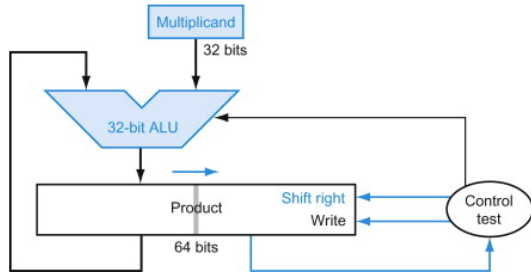 Multiplicand
32 bits
32-bit ALU
Product
Shift right
Write
Control
test
64 bits